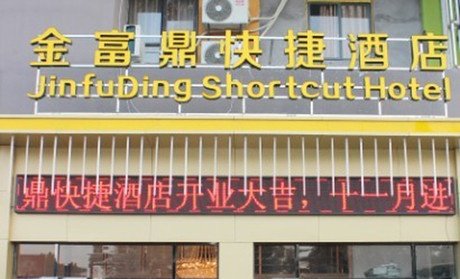 金富鼎快捷酒店
JinfuDing Shortcut Hotel
鼎快捷酒店开业大吉，十一月进